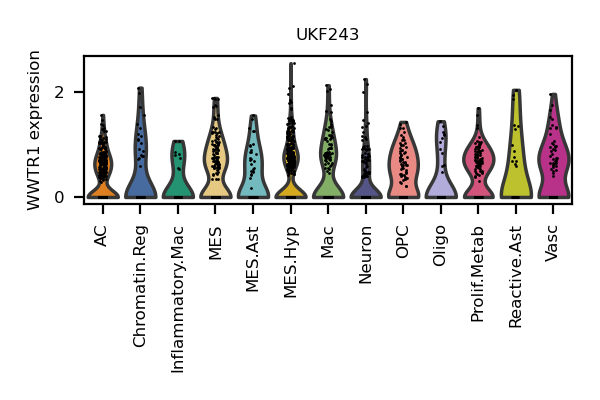 UKF243
WWTR1 expression
2
0
AC
Chromatin.Reg
Inflammatory.Mac
MES
MES.Ast
MES.Hyp
Mac
Neuron
OPC
Oligo
Prolif.Metab
Reactive.Ast
Vasc